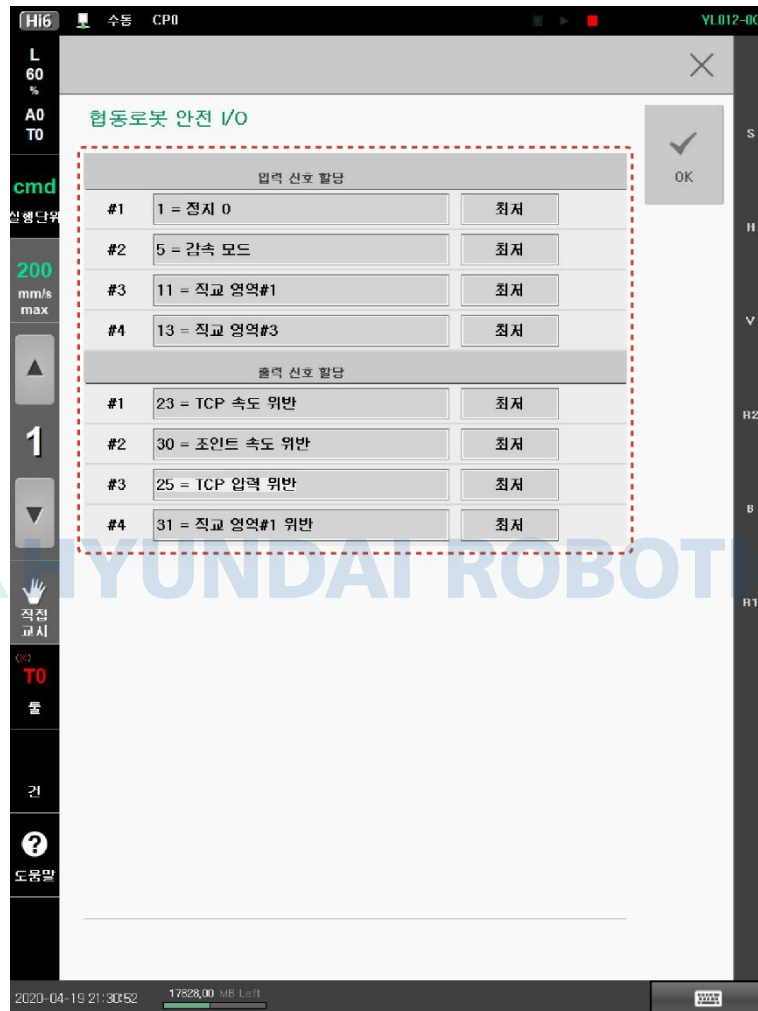 Hi6 수동 CP0 YL012-0
L
60
%
A0
T0
cmd
실행단위
200
mm/s
max
1
직접
교시
(×)
T0
툴
건
?
도움말
협동로봇 안전 I/O
OK
입력 신호 할당
#1 1 = 정지 0 최저
#2 5 = 감속 모드 최저
#3 11 = 직교 영역#1 최저
#4 13 = 직교 영역#3 최저
출력 신호 할당
#1 23 = TCP 속도 위반 최저
#2 30 = 조인트 속도 위반 최저
#3 25 = TCP 압력 위반 최저
#4 31 = 직교 영역#1 위반 최저
HYUNDAI ROBOTI
S
H
V
R2
B
R1
2020-04-19 21:30:52 17828,00 MB Left